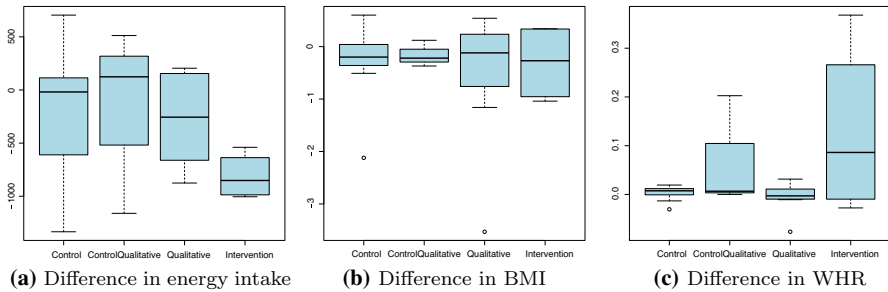 500
0
−500
−1000
Control ControlQualitative Qualitative Intervention
(a) Difference in energy intake
0
−1
−2
−3
Control ControlQualitative Qualitative Intervention
(b) Difference in BMI
0.3
0.2
0.1
0.0
Control ControlQualitative Qualitative Intervention
(c) Difference in WHR